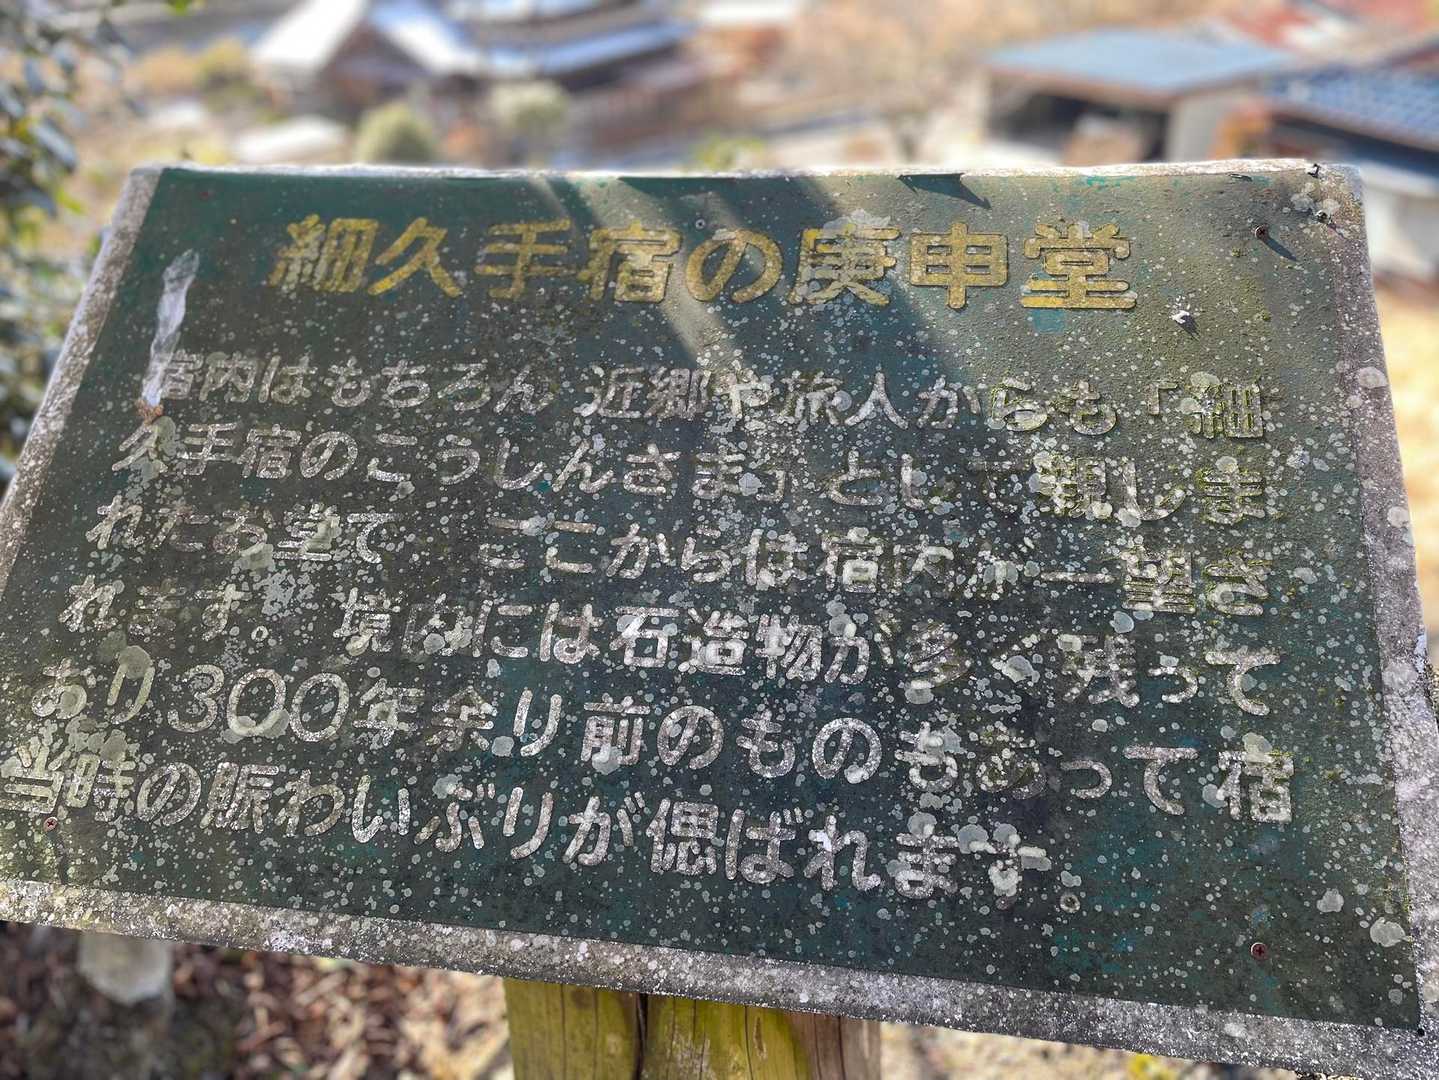 細久手宿の庚申堂
宿内はもちろん 近郷や旅人からも「細
久手宿のこうしんさま」として親しま
れたお堂で ここからは宿内が一望さ
れます。境内には石造物が多く残って
おり300年余り前のものもあって宿
当時の賑わいぶりが偲ばれます。